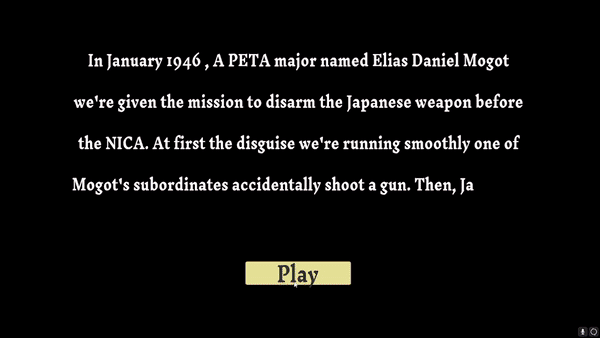 In January 1946 , A PETA major named Elias Daniel Mogot
we're given the mission to disarm the Japanese weapon before
the NICA. At first the disguise we're running smoothly one of
Mogot's subordinates accidentally shoot a gun. Then, Ja
Play